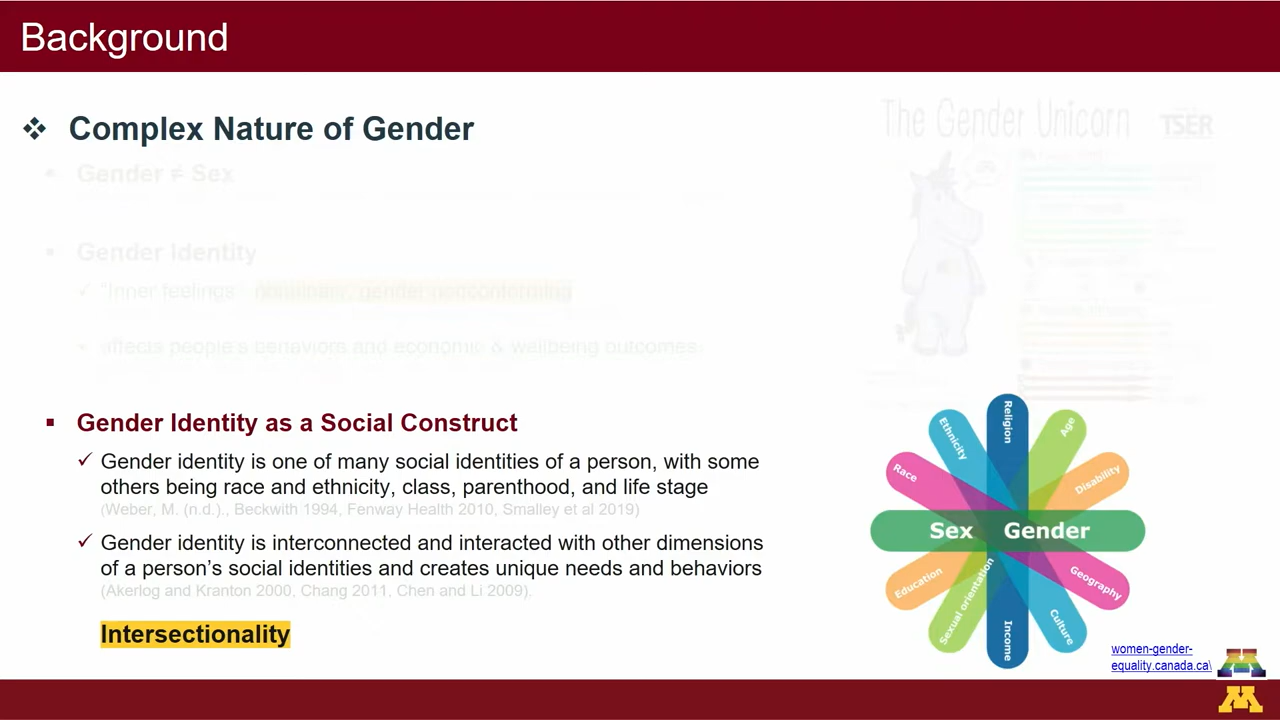 Background
❖ Complex Nature of Gender
Gender ≠ Sex
Gender Identity
✓ "Inner feelings" nonbinary, gender nonconforming
affects people's behaviors and economic & wellbeing outcomes.
The Gender Unicorn
TSER
▪ Gender Identity as a Social Construct
✓ Gender identity is one of many social identities of a person, with some
others being race and ethnicity, class, parenthood, and life stage
(Weber, M. (n.d.)., Beckwith 1994, Fenway Health 2010, Smalley et al 2019)
✓ Gender identity is interconnected and interacted with other dimensions
of a person's social identities and creates unique needs and behaviors
(Akerlog and Kranton 2000, Chang 2011, Chen and Li 2009).
Intersectionality
Religion
Ethnicity
Age
Race
Disability
Sex Gender
Education
Geography
Sexual orientation
Culture
Income
women-gender-
equality.canada.ca\
M